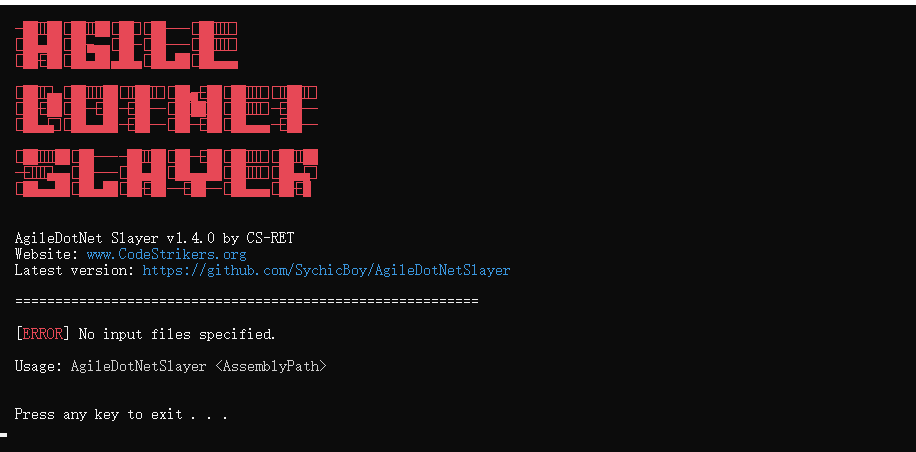 AGILE
DOTNET
SLAYER
AgileDotNet Slayer v1.4.0 by CS-RET
Website: www.CodeStrikers.org
Latest version: https://github.com/SychicBoy/AgileDotNetSlayer
==========================================================
[ERROR] No input files specified.
Usage: AgileDotNetSlayer <AssemblyPath>
Press any key to exit . . .